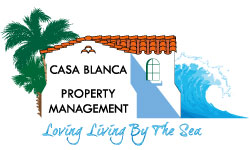 CASA BLANCA
PROPERTY
MANAGEMENT
Loving Living By The Sea